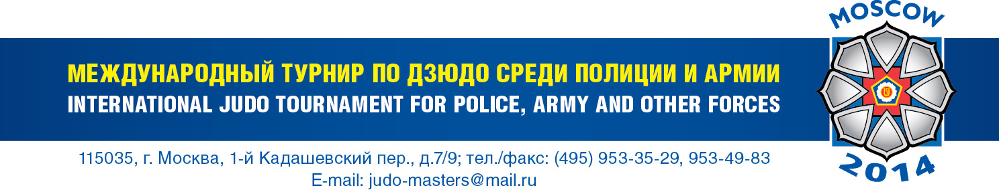 MOSCOW
МЕЖДУНАРОДНЫЙ ТУРНИР ПО ДЗЮДО СРЕДИ ПОЛИЦИИ И АРМИИ
INTERNATIONAL JUDO TOURNAMENT FOR POLICE, ARMY AND OTHER FORCES
115035, г. Москва, 1-й Кадашевский пер., д.7/9; тел./факс: (495) 953-35-29, 953-49-83
E-mail: judo-masters@mail.ru
2014